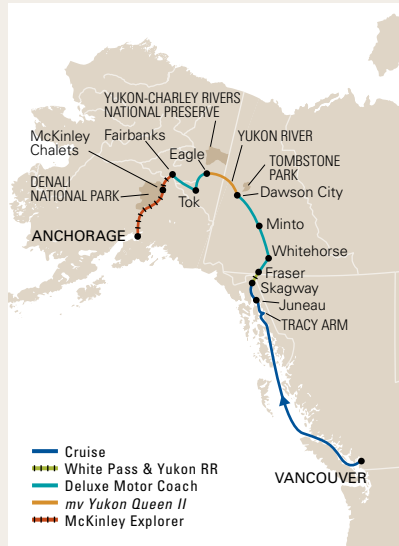 YUKON-CHARLEY RIVERS
NATIONAL PRESERVE
McKinley
Chalets
Fairbanks
YUKON RIVER
Eagle
TOMBSTONE
PARK
DENALI
NATIONAL PARK
Tok
Dawson City
Minto
ANCHORAGE
Whitehorse
Fraser
Skagway
Juneau
TRACY ARM
VANCOUVER
Cruise
White Pass & Yukon RR
Deluxe Motor Coach
mv Yukon Queen II
McKinley Explorer